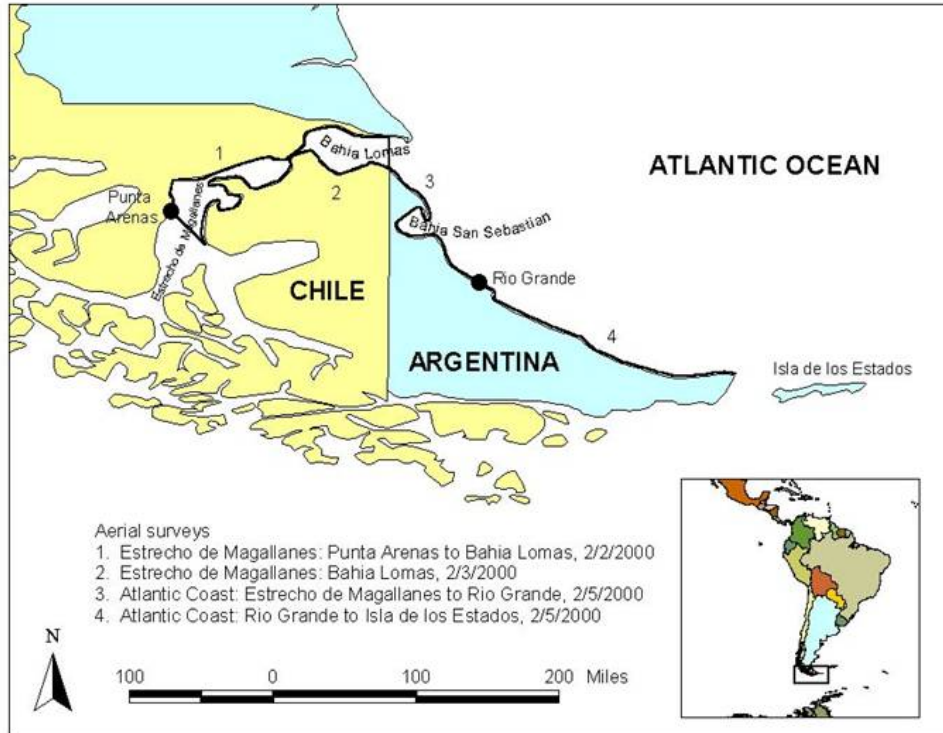 Bahia Lomas
1
ATLANTIC OCEAN
2
3
Punta
Arenas
Estrecho de Magallanes
Bahia San Sebastian
Rio Grande
CHILE
4
ARGENTINA
Isla de los Estados
Aerial surveys
1. Estrecho de Magallanes: Punta Arenas to Bahia Lomas, 2/2/2000
2. Estrecho de Magallanes: Bahia Lomas, 2/3/2000
3. Atlantic Coast: Estrecho de Magallanes to Rio Grande, 2/5/2000
4. Atlantic Coast: Rio Grande to Isla de los Estados, 2/5/2000
N
100 0 100 200 Miles